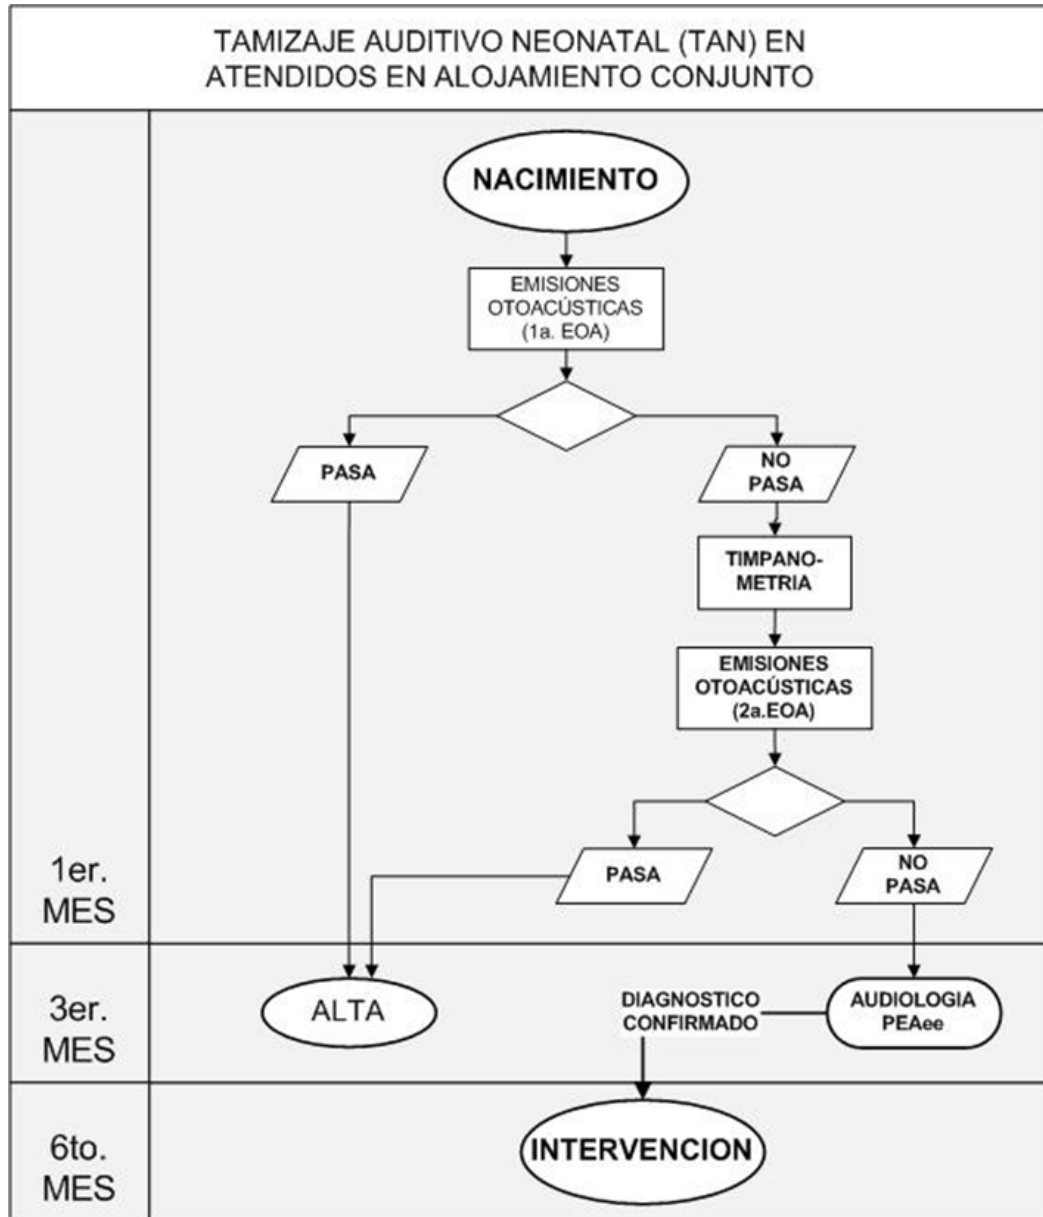 TAMIZAJE AUDITIVO NEONATAL (TAN) EN
ATENDIDOS EN ALOJAMIENTO CONJUNTO
NACIMIENTO
EMISIONES
OTOACÚSTICAS
(1a. EOA)
PASA
NO
PASA
TIMPANO-
METRIA
EMISIONES
OTOACÚSTICAS
(2a.EOA)
PASA
NO
PASA
1er.
MES
3er.
MES
ALTA
DIAGNOSTICO
CONFIRMADO
AUDIOLOGIA
PEAee
6to.
MES
INTERVENCION